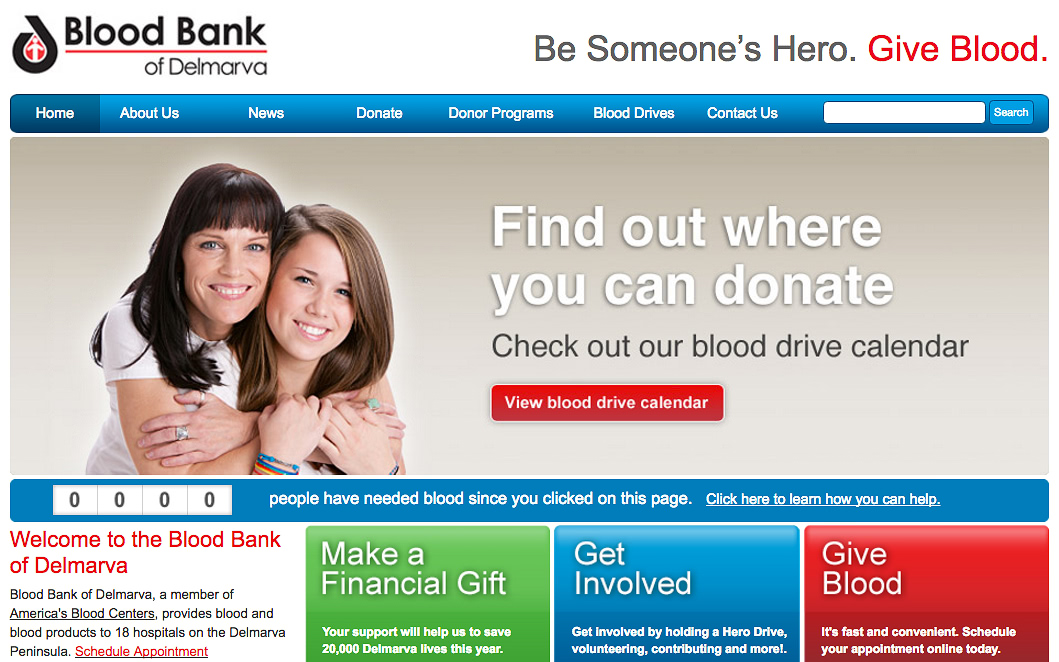 Blood Bank
of Delmarva
Be Someone’s Hero. Give Blood.
Home About Us News Donate Donor Programs Blood Drives Contact Us Search
Find out where
you can donate
Check out our blood drive calendar
View blood drive calendar
0 0 0 0 people have needed blood since you clicked on this page. Click here to learn how you can help.
Welcome to the Blood Bank
of Delmarva
Blood Bank of Delmarva, a member of
America's Blood Centers, provides blood and
blood products to 18 hospitals on the Delmarva
Peninsula. Schedule Appointment
Make a
Financial Gift
Your support will help us to save
20,000 Delmarva lives this year.
Get
Involved
Get involved by holding a Hero Drive,
volunteering, contributing and more!.
Give
Blood
It's fast and convenient. Schedule
your appointment online today.